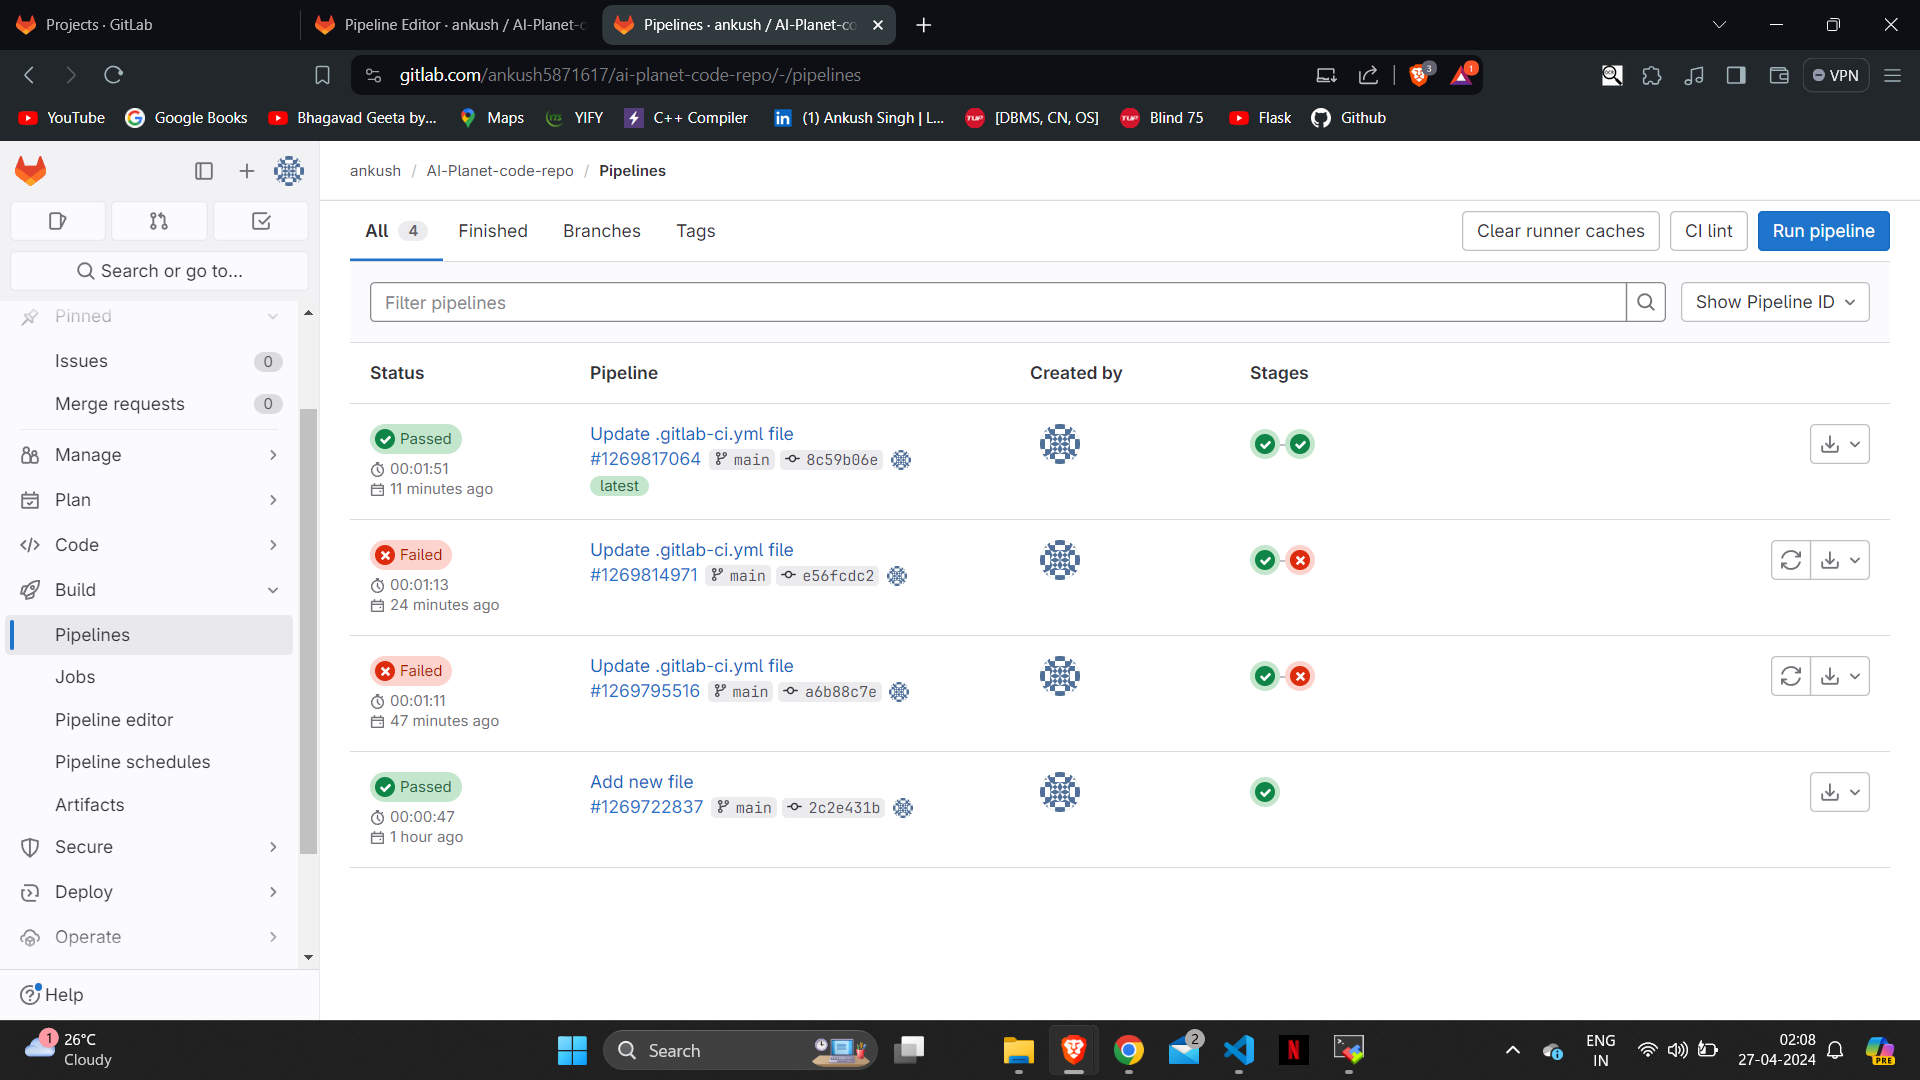 Projects · GitLab
Pipeline Editor · ankush / AI-Planet-c
Pipelines · ankush / AI-Planet-co
gitlab.com/ankush5871617/ai-planet-code-repo/-/pipelines
3
1
VPN
YouTube
Google Books
Bhagavad Geeta by...
Maps
YIFY
C++ Compiler
(1) Ankush Singh | L...
[DBMS, CN, OS]
Blind 75
Flask
Github
ankush / AI-Planet-code-repo / Pipelines
Search or go to...
Pinned
Issues 0
Merge requests 0
Manage
Plan
Code
Build
Pipelines
Jobs
Pipeline editor
Pipeline schedules
Artifacts
Secure
Deploy
Operate
Help
All 4
Finished
Branches
Tags
Clear runner caches
CI lint
Run pipeline
Filter pipelines
Show Pipeline ID
Status
Pipeline
Created by
Stages
Passed
00:01:51
11 minutes ago
Update .gitlab-ci.yml file
#1269817064 main 8c59b06e
latest
Failed
00:01:13
24 minutes ago
Update .gitlab-ci.yml file
#1269814971 main e56fcdc2
Failed
00:01:11
47 minutes ago
Update .gitlab-ci.yml file
#1269795516 main a6b88c7e
Passed
00:00:47
1 hour ago
Add new file
#1269722837 main 2c2e431b
1
26°C
Cloudy
Search
2
ENG
IN
02:08
27-04-2024
PRE